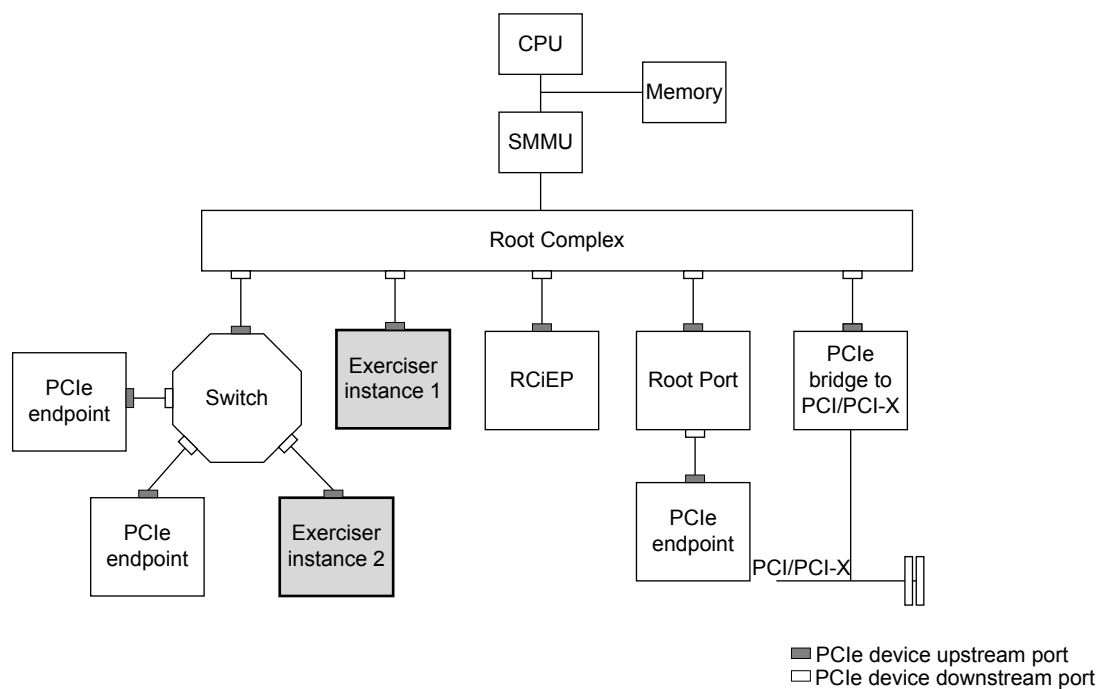 CPU
Memory
SMMU
Root Complex
PCIe
endpoint
Switch
Exerciser
instance 1
RCiEP
Root Port
PCIe
bridge to
PCI/PCI-X
PCIe
endpoint
Exerciser
instance 2
PCIe
endpoint
PCI/PCI-X
PCIe device upstream port
PCIe device downstream port